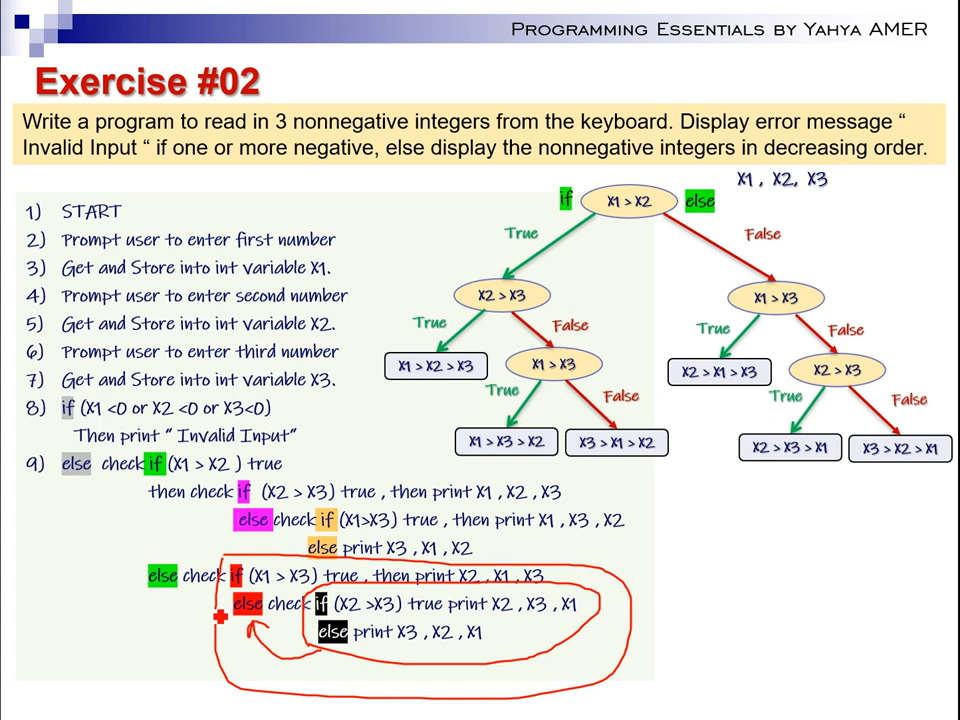 PROGRAMMING ESSENTIALS BY YAHYA AMER
Exercise #02
Write a program to read in 3 nonnegative integers from the keyboard. Display error message “
Invalid Input “ if one or more negative, else display the nonnegative integers in decreasing order.
X1 , X2, X3
1) START
2) Prompt user to enter first number
3) Get and Store into int variable X1.
4) Prompt user to enter second number
5) Get and Store into int variable X2.
6) Prompt user to enter third number
7) Get and Store into int variable X3.
8) if (X1 <0 or X2 <0 or X3<0)
Then print “ Invalid Input”
9) else check if (X1 > X2 ) true
then check if (X2 > X3) true , then print X1 , X2 , X3
else check if (X1>X3) true , then print X1 , X3 , X2
else print X3 , X1 , X2
else check if (X1 > X3) true , then print X2 , X1 , X3
else check if (X2 >X3) true print X2 , X3 , X1
else print X3 , X2 , X1
if X1 > X2 else
True False
X2 > X3 X1 > X3
True False True False
X1 > X2 > X3 X1 > X3 X2 > X1 > X3 X2 > X3
True False True False
X1 > X3 > X2 X3 > X1 > X2 X2 > X3 > X1 X3 > X2 > X1